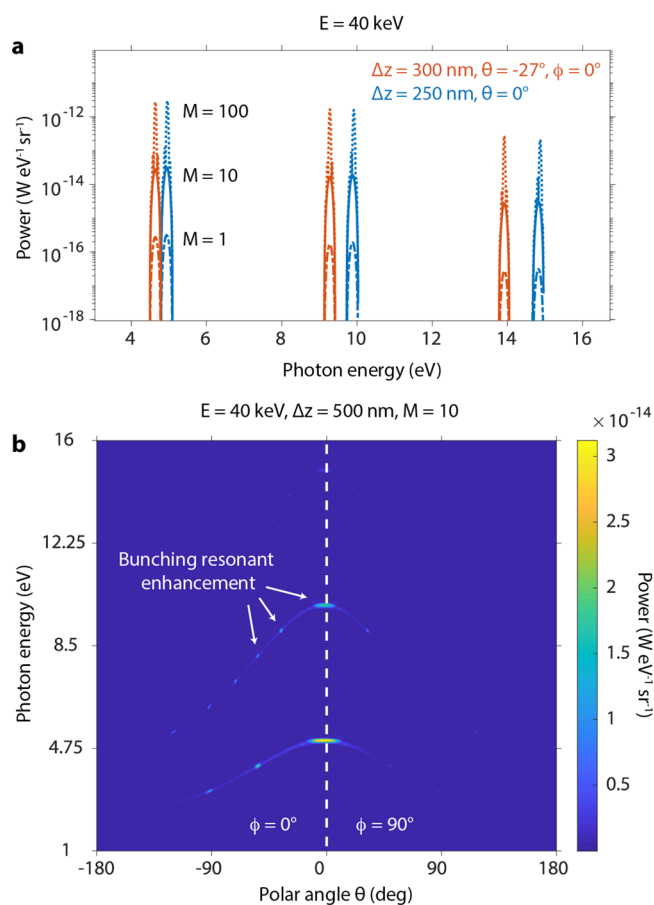 E = 40 keV
a
Δz = 300 nm, θ = -27°, ϕ = 0°
Δz = 250 nm, θ = 0°
M = 100
M = 10
M = 1
10⁻¹²
10⁻¹⁴
10⁻¹⁶
10⁻¹⁸
Power (W eV⁻¹ sr⁻¹)
4 6 8 10 12 14 16
Photon energy (eV)
E = 40 keV, Δz = 500 nm, M = 10
b
× 10⁻¹⁴
16
12.25
8.5
4.75
1
Photon energy (eV)
Bunching resonant
enhancement
ϕ = 0°
ϕ = 90°
-180 -90 0 90 180
Polar angle θ (deg)
3
2.5
2
1.5
1
0.5
Power (W eV⁻¹ sr⁻¹)